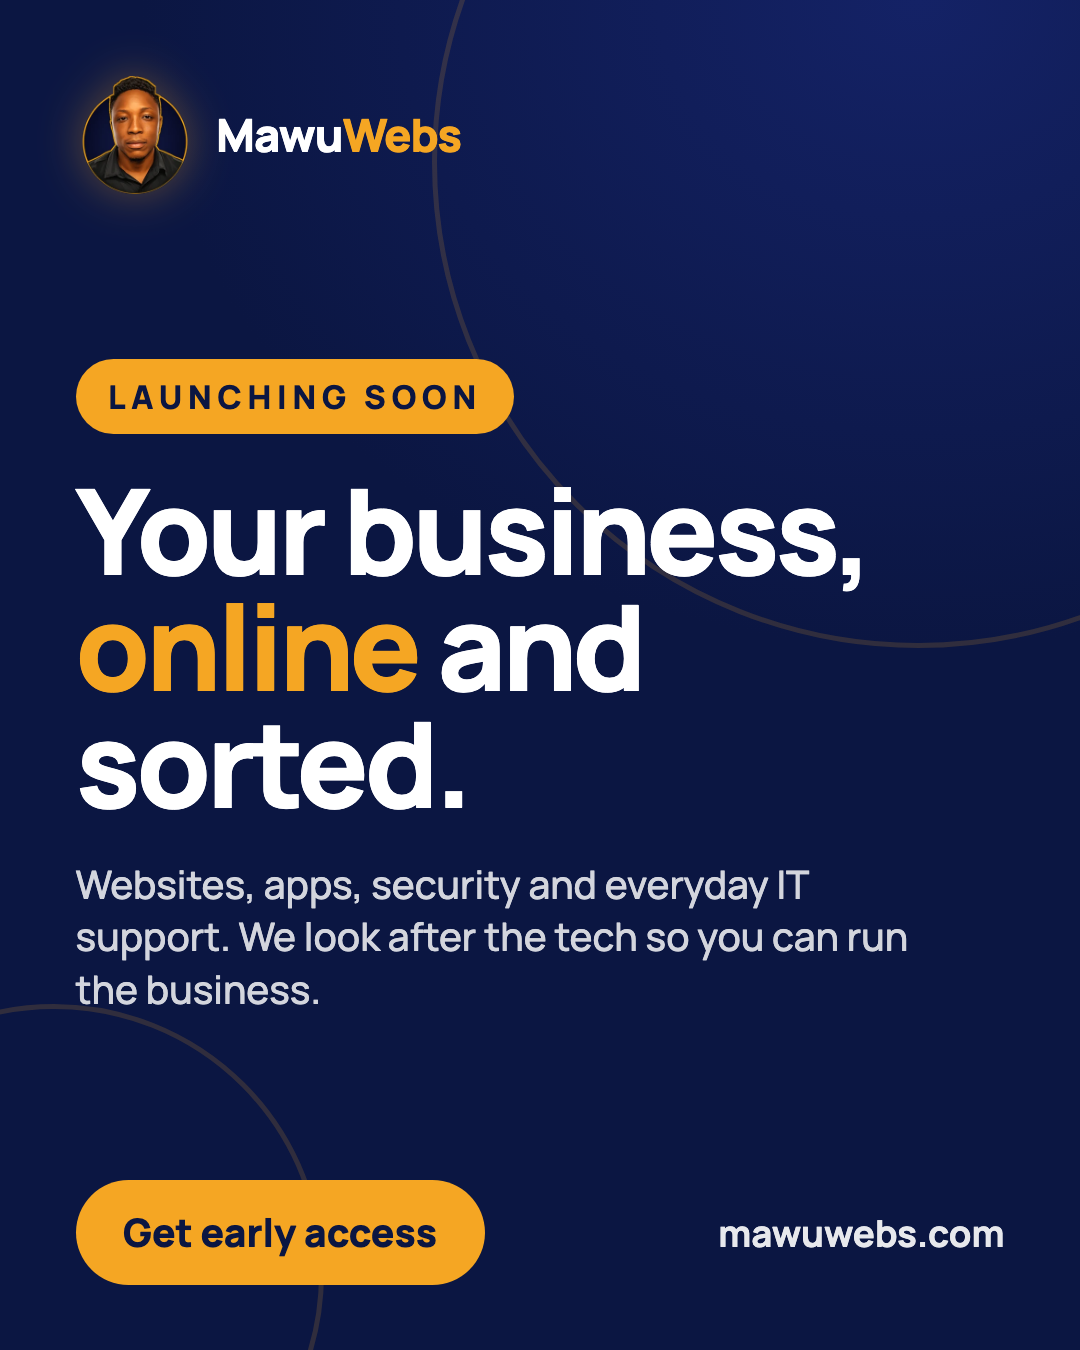 MawuWebs
LAUNCHING SOON
Your business,
online and
sorted.
Websites, apps, security and everyday IT
support. We look after the tech so you can run
the business.
Get early access
mawuwebs.com